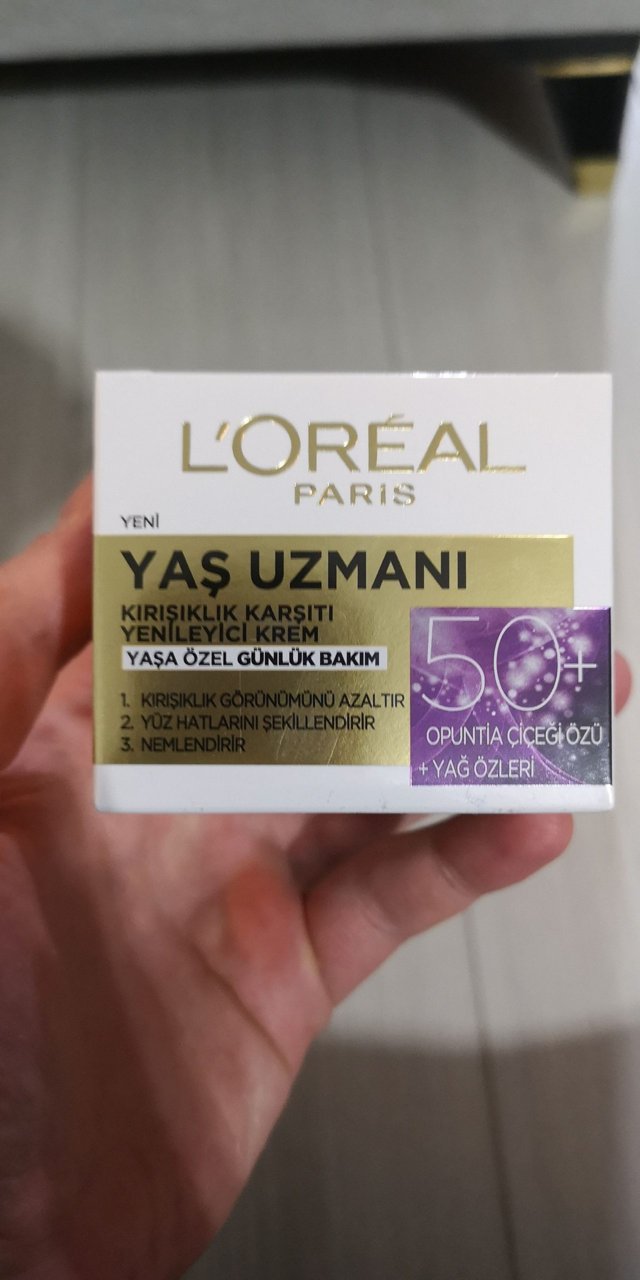 L'ORÉAL
PARIS
YENİ
YAŞ UZMANI
KIRIŞIKLIK KARŞITI
YENİLEYİCİ KREM
YAŞA ÖZEL GÜNLÜK BAKIM
1. KIRIŞIKLIK GÖRÜNÜMÜNÜ AZALTIR
2. YÜZ HATLARINI ŞEKİLLENDİRİR
3. NEMLENDİRİR
50+
OPUNTİA ÇİÇEĞİ ÖZÜ
+ YAĞ ÖZLERİ